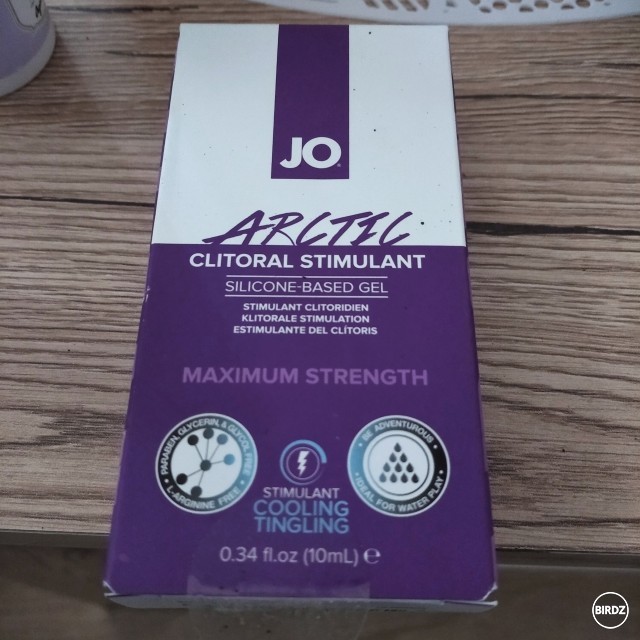 JO
ARCTIC
CLITORAL STIMULANT
SILICONE-BASED GEL
STIMULANT CLITORIDIEN
KLITORALE STIMULATION
ESTIMULANTE DEL CLÍTORIS
MAXIMUM STRENGTH
PARABEN, GLYCERIN, & GLYCOL FREE
• L-ARGININE FREE •
• BE ADVENTUROUS •
• IDEAL FOR WATER PLAY •
STIMULANT
COOLING
TINGLING
0.34 fl.oz (10mL) ℮
BIRDZ